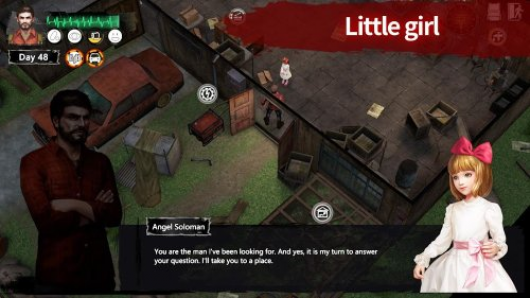 Little girl
Day 48
Angel Soloman
You are the man I've been looking for. And yes, it is my turn to answer
your question. I'll take you to a place.